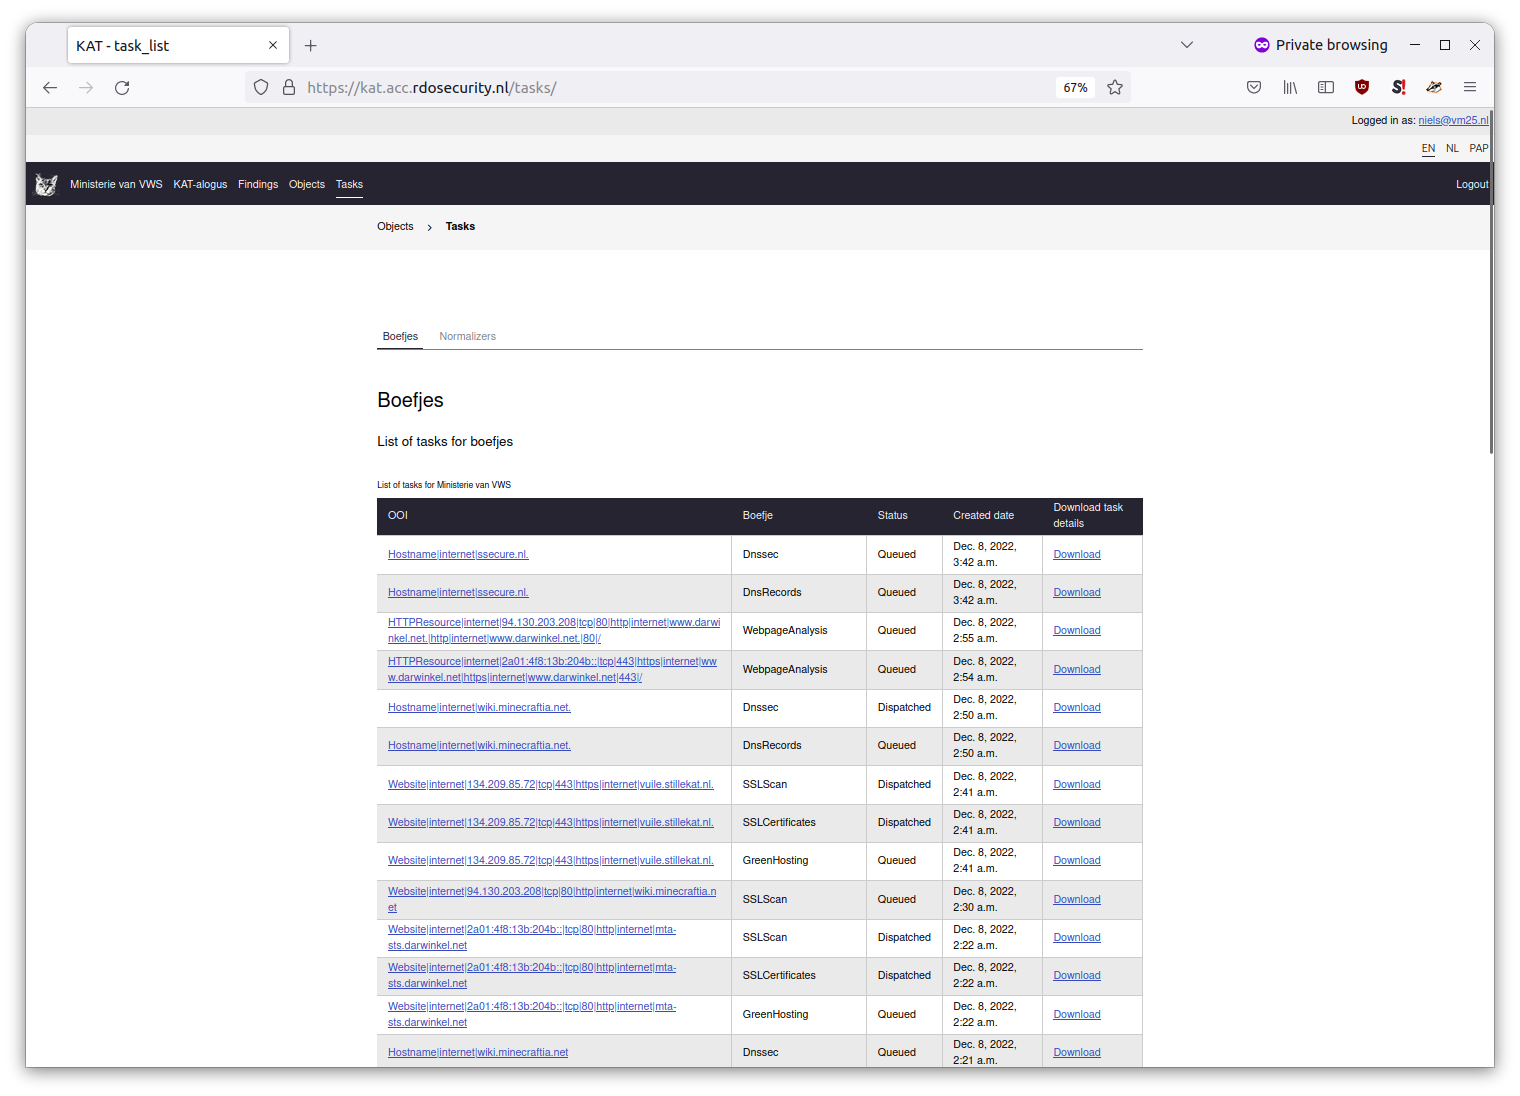 KAT - task_list
Private browsing
https://kat.acc.rdosecurity.nl/tasks/
67%
Logged in as: niels@vm25.nl
EN NL PAP
Ministerie van VWS KAT-alogus Findings Objects Tasks Logout
Objects > Tasks
Boefjes Normalizers
Boefjes
List of tasks for boefjes
List of tasks for Ministerie van VWS
OOI Boefje Status Created date Download task
details
Hostname|internet|ssecure.nl. Dnssec Queued Dec. 8, 2022,
3:42 a.m. Download
Hostname|internet|ssecure.nl. DnsRecords Queued Dec. 8, 2022,
3:42 a.m. Download
HTTPResource|internet|94.130.203.208|tcp|80|http|internet|www.darwi
nkel.net.|http|internet|www.darwinkel.net.|80|/ WebpageAnalysis Queued Dec. 8, 2022,
2:55 a.m. Download
HTTPResource|internet|2a01:4f8:13b:204b::|tcp|443|https|internet|ww
w.darwinkel.net|https|internet|www.darwinkel.net|443|/ WebpageAnalysis Queued Dec. 8, 2022,
2:54 a.m. Download
Hostname|internet|wiki.minecraftia.net. Dnssec Dispatched Dec. 8, 2022,
2:50 a.m. Download
Hostname|internet|wiki.minecraftia.net. DnsRecords Queued Dec. 8, 2022,
2:50 a.m. Download
Website|internet|134.209.85.72|tcp|443|https|internet|vuile.stillekat.nl. SSLScan Dispatched Dec. 8, 2022,
2:41 a.m. Download
Website|internet|134.209.85.72|tcp|443|https|internet|vuile.stillekat.nl. SSLCertificates Dispatched Dec. 8, 2022,
2:41 a.m. Download
Website|internet|134.209.85.72|tcp|443|https|internet|vuile.stillekat.nl. GreenHosting Queued Dec. 8, 2022,
2:41 a.m. Download
Website|internet|94.130.203.208|tcp|80|http|internet|wiki.minecraftia.n
et SSLScan Queued Dec. 8, 2022,
2:30 a.m. Download
Website|internet|2a01:4f8:13b:204b::|tcp|80|http|internet|mta-
sts.darwinkel.net SSLScan Dispatched Dec. 8, 2022,
2:22 a.m. Download
Website|internet|2a01:4f8:13b:204b::|tcp|80|http|internet|mta-
sts.darwinkel.net SSLCertificates Dispatched Dec. 8, 2022,
2:22 a.m. Download
Website|internet|2a01:4f8:13b:204b::|tcp|80|http|internet|mta-
sts.darwinkel.net GreenHosting Queued Dec. 8, 2022,
2:22 a.m. Download
Hostname|internet|wiki.minecraftia.net Dnssec Queued Dec. 8, 2022,
2:21 a.m. Download